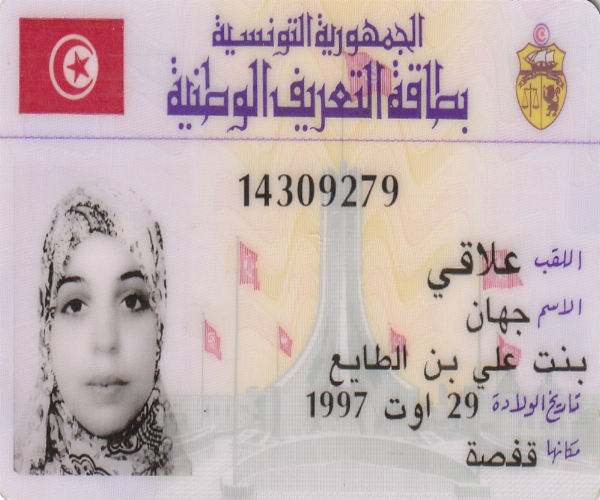 الجمهورية التونسية
بطاقة التعريف الوطنية
14309279
اللقب علاقي
الاسم جهان
بنت علي بن الطايع
تاريخ الولادة 29 اوت 1997
مكانها قفصة